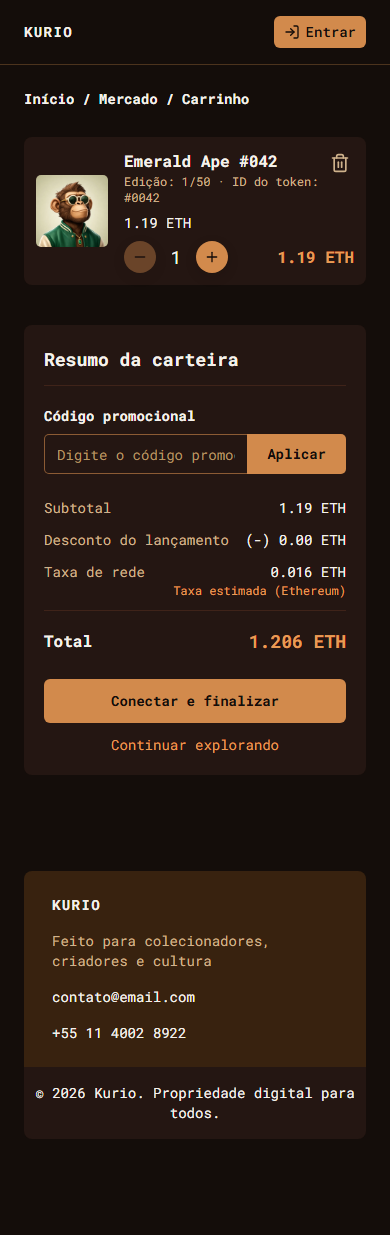 KURIO
Entrar
Início / Mercado / Carrinho
Emerald Ape #042
Edição: 1/50 · ID do token:
#0042
1.19 ETH
1
1.19 ETH
Resumo da carteira
Código promocional
Digite o código promo
Aplicar
Subtotal
1.19 ETH
Desconto do lançamento
(-) 0.00 ETH
Taxa de rede
0.016 ETH
Taxa estimada (Ethereum)
Total
1.206 ETH
Conectar e finalizar
Continuar explorando
KURIO
Feito para colecionadores,
criadores e cultura
contato@email.com
+55 11 4002 8922
© 2026 Kurio. Propriedade digital para
todos.